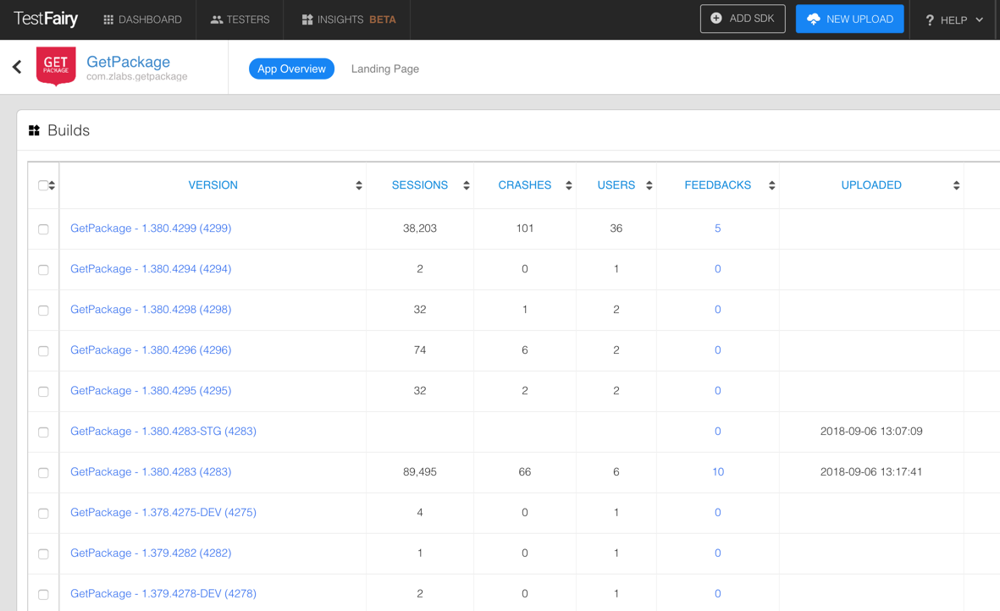 TestFairy DASHBOARD TESTERS INSIGHTS BETA ADD SDK NEW UPLOAD ? HELP
GET
PACKAGE
GetPackage
com.zlabs.getpackage
App Overview Landing Page
Builds
VERSION SESSIONS CRASHES USERS FEEDBACKS UPLOADED
GetPackage - 1.380.4299 (4299) 38,203 101 36 5
GetPackage - 1.380.4294 (4294) 2 0 1 0
GetPackage - 1.380.4298 (4298) 32 1 2 0
GetPackage - 1.380.4296 (4296) 74 6 2 0
GetPackage - 1.380.4295 (4295) 32 2 2 0
GetPackage - 1.380.4283-STG (4283) 0 2018-09-06 13:07:09
GetPackage - 1.380.4283 (4283) 89,495 66 6 10 2018-09-06 13:17:41
GetPackage - 1.378.4275-DEV (4275) 4 0 1 0
GetPackage - 1.379.4282 (4282) 1 0 1 0
GetPackage - 1.379.4278-DEV (4278) 2 0 1 0